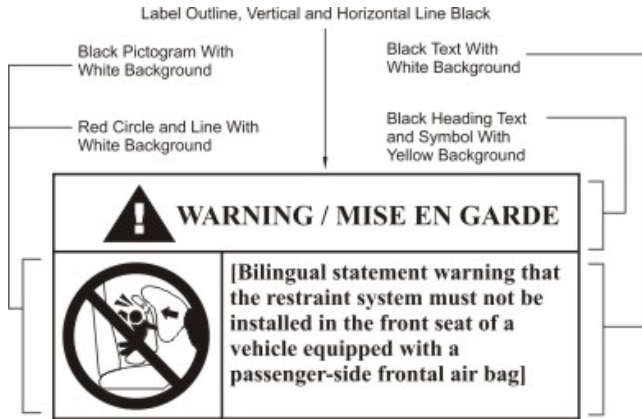 Label Outline, Vertical and Horizontal Line Black
Black Pictogram With
White Background
Black Text With
White Background
Red Circle and Line With
White Background
Black Heading Text
and Symbol With
Yellow Background
! WARNING / MISE EN GARDE
[Bilingual statement warning that
the restraint system must not be
installed in the front seat of a
vehicle equipped with a
passenger-side frontal air bag]